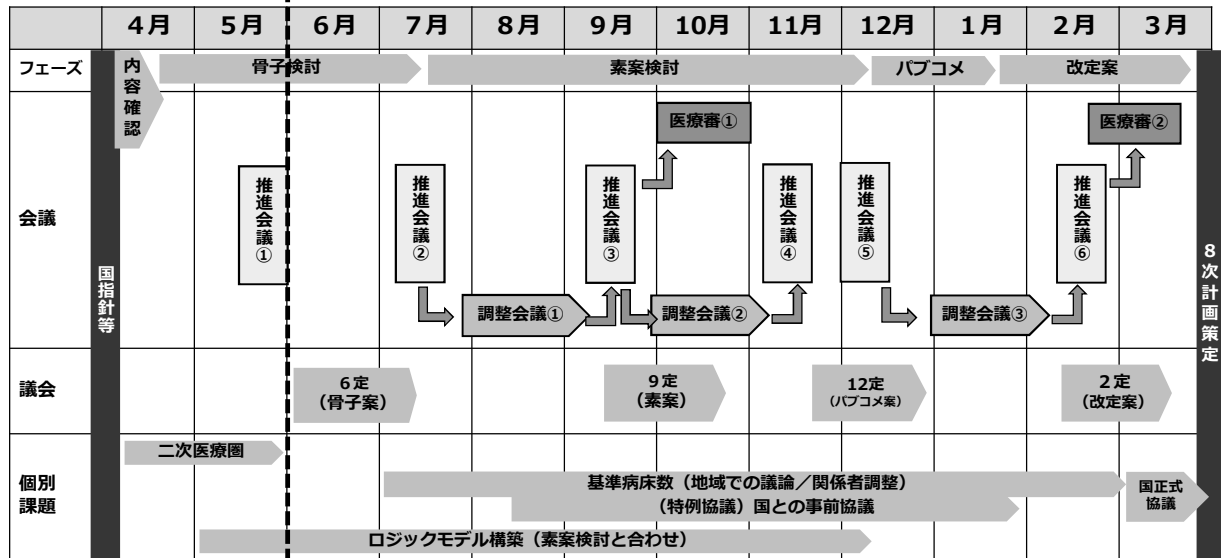 4月 5月 6月 7月 8月 9月 10月 11月 12月 1月 2月 3月
フェーズ
内容確認
骨子検討
素案検討
パブコメ
改定案
会議
国指針等
推進会議①
推進会議②
調整会議①
推進会議③
医療審①
調整会議②
推進会議④
推進会議⑤
調整会議③
推進会議⑥
医療審②
8次計画策定
議会
6定
(骨子案)
9定
(素案)
12定
(パブコメ案)
2定
(改定案)
個別
課題
二次医療圏
基準病床数（地域での議論／関係者調整）
(特例協議）国との事前協議
国正式
協議
ロジックモデル構築（素案検討と合わせ）